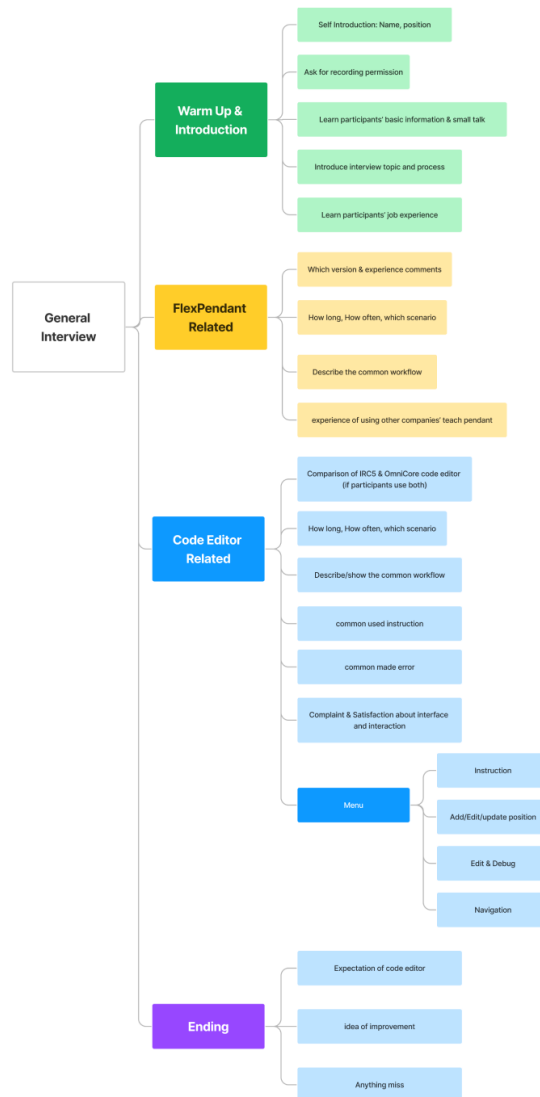 General
Interview
Warm Up &
Introduction
Self Introduction: Name, position
Ask for recording permission
Learn participants' basic information & small talk
Introduce interview topic and process
Learn participants' job experience
FlexPendant
Related
Which version & experience comments
How long, How often, which scenario
Describe the common workflow
experience of using other companies' teach pendant
Code Editor
Related
Comparison of IRC5 & OmniCore code editor
(if participants use both)
How long, How often, which scenario
Describe/show the common workflow
common used instruction
common made error
Complaint & Satisfaction about interface
and interaction
Menu
Instruction
Add/Edit/update position
Edit & Debug
Navigation
Ending
Expectation of code editor
idea of improvement
Anything miss